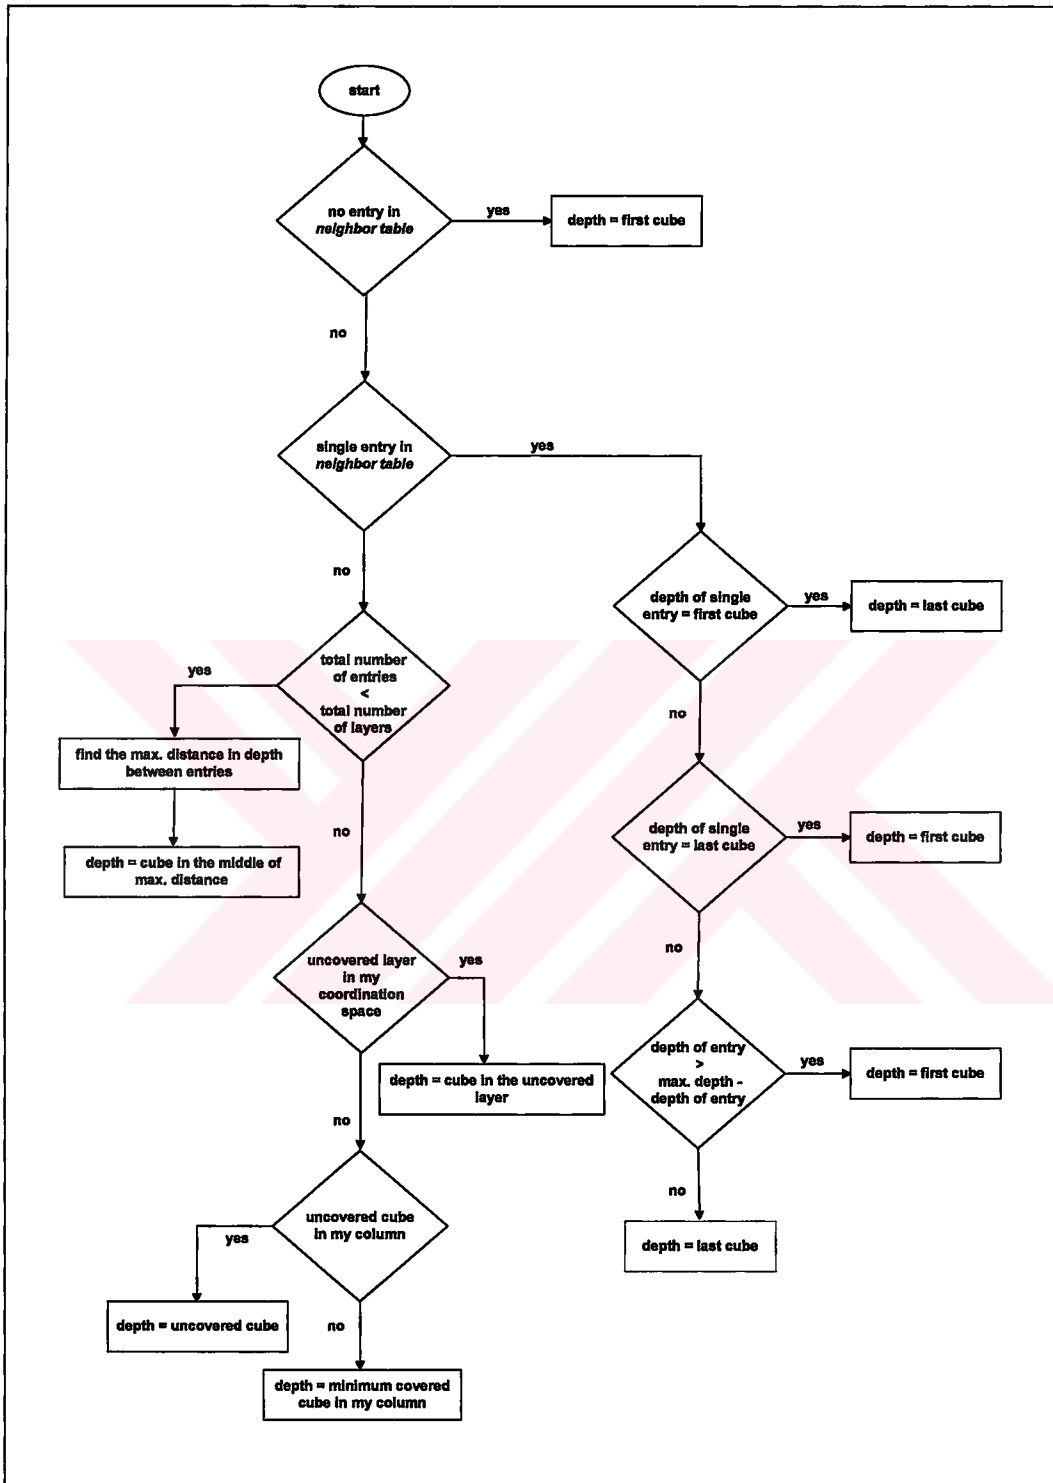 start
no entry in
neighbor table
yes
depth = first cube
no
single entry in
neighbor table
yes
no
depth of single
entry = first cube
yes
depth = last cube
total number
of entries
<
total number
of layers
yes
no
find the max. distance in depth
between entries
depth of single
entry = last cube
yes
depth = first cube
no
depth = cube in the middle of
max. distance
no
uncovered layer
in my
coordination
space
yes
depth of entry
>
max. depth -
depth of entry
yes
depth = first cube
depth = cube in the uncovered
layer
no
no
uncovered cube
in my column
yes
depth = last cube
depth = uncovered cube
no
depth = minimum covered
cube in my column